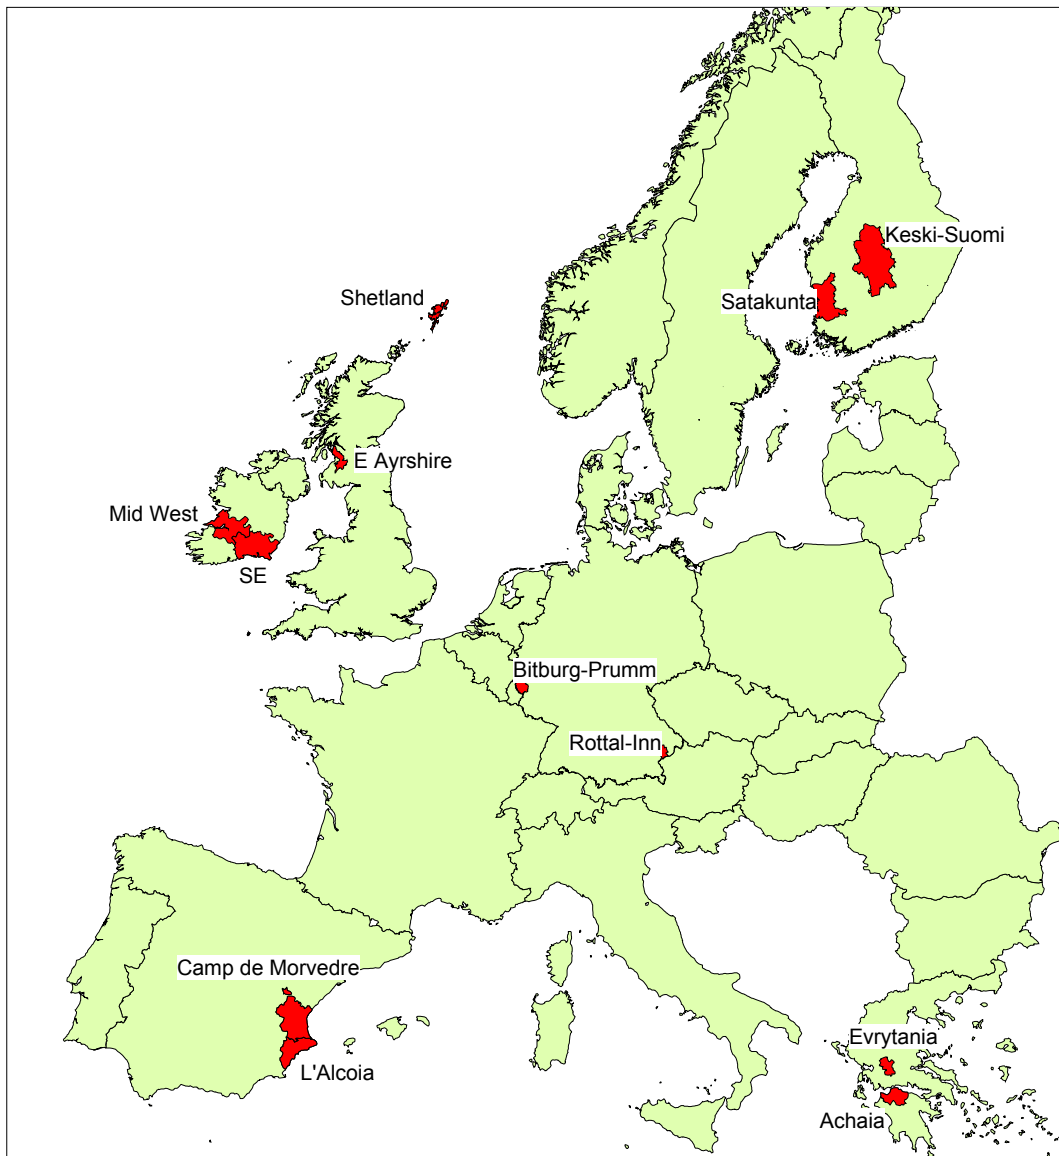 Keski-Suomi
Shetland
Satakunta
E Ayrshire
Mid West
SE
Bitburg-Prumm
Rottal-Inn
Camp de Morvedre
L'Alcoia
Evrytania
Achaia